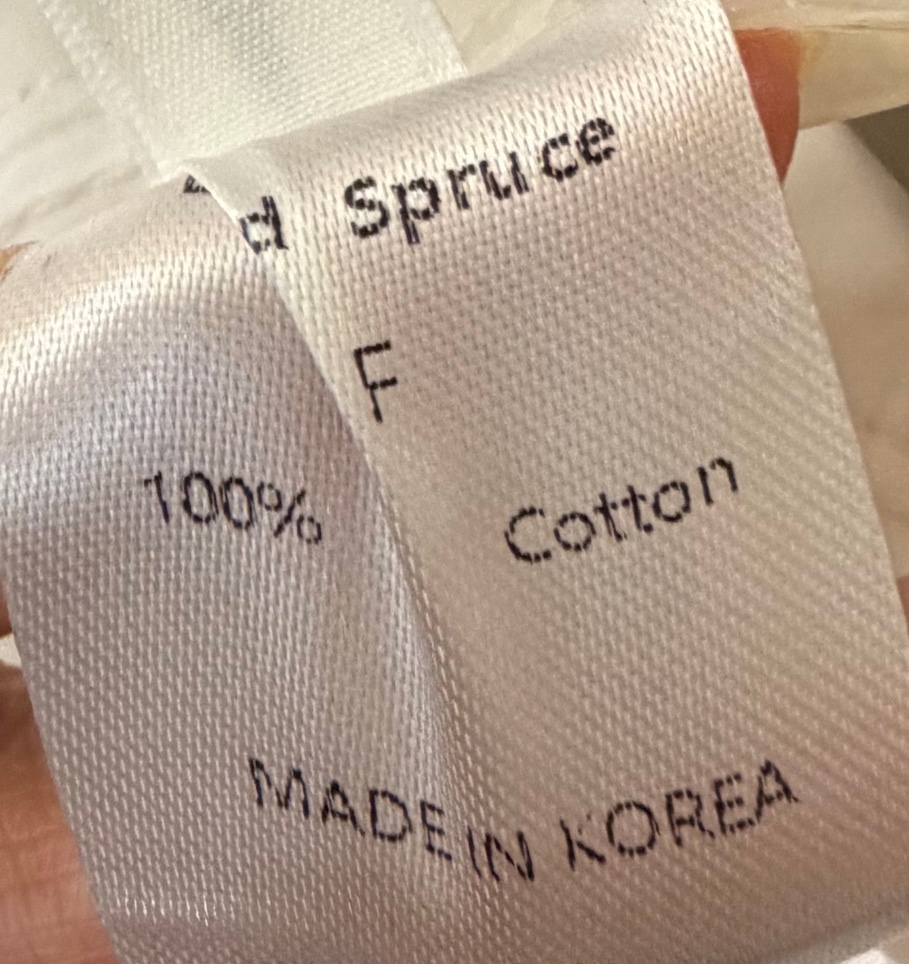 Spruce
F
100% Cotton
MADE IN KOREA